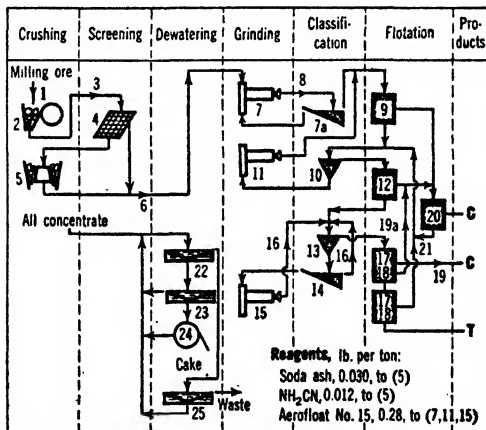 Crushing Screening Dewatering Grinding Classifi-cation Flotation Pro-ducts
Milling ore
1
2
3
4
5
6
7
8
7a
9
10
11
12
19a
20
C
21
All concentrate
22
23
24
Cake
25
Waste
16
13
16
14
15
17
18
19
C
17
18
T
Reagents, lb. per ton:
Soda ash, 0.030, to (5)
NH₂CN, 0.012, to (5)
Aerofloat No. 15, 0.28, to (7,11,15)